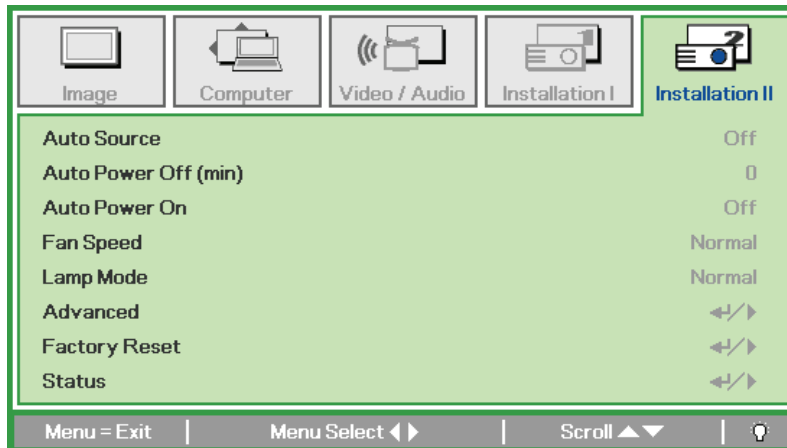 Image Computer Video / Audio Installation I Installation II
Auto Source Off
Auto Power Off (min) 0
Auto Power On Off
Fan Speed Normal
Lamp Mode Normal
Advanced ↵/▶
Factory Reset ↵/▶
Status ↵/▶
Menu = Exit Menu Select ◀▶ Scroll ▲▼